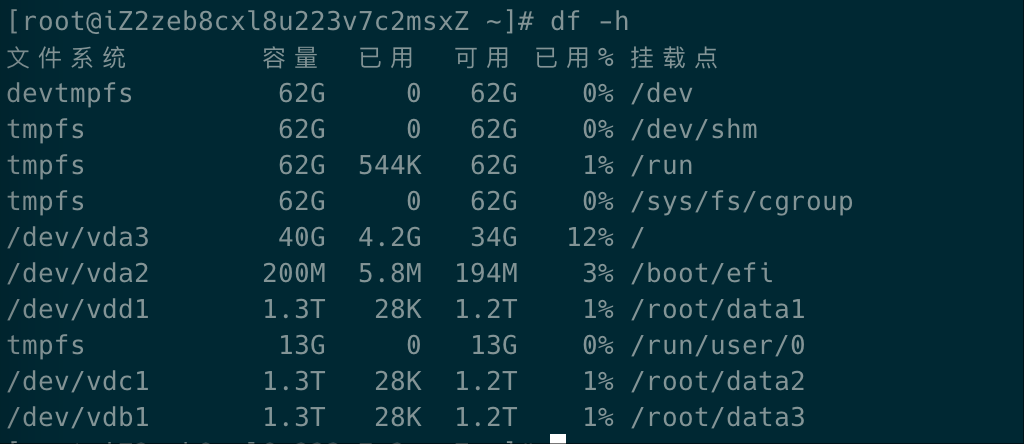 [root@iZ2zeb8cxl8u223v7c2msxZ ~]# df -h
文件系统 容量 已用 可用 已用% 挂载点
devtmpfs 62G 0 62G 0% /dev
tmpfs 62G 0 62G 0% /dev/shm
tmpfs 62G 544K 62G 1% /run
tmpfs 62G 0 62G 0% /sys/fs/cgroup
/dev/vda3 40G 4.2G 34G 12% /
/dev/vda2 200M 5.8M 194M 3% /boot/efi
/dev/vdd1 1.3T 28K 1.2T 1% /root/data1
tmpfs 13G 0 13G 0% /run/user/0
/dev/vdc1 1.3T 28K 1.2T 1% /root/data2
/dev/vdb1 1.3T 28K 1.2T 1% /root/data3